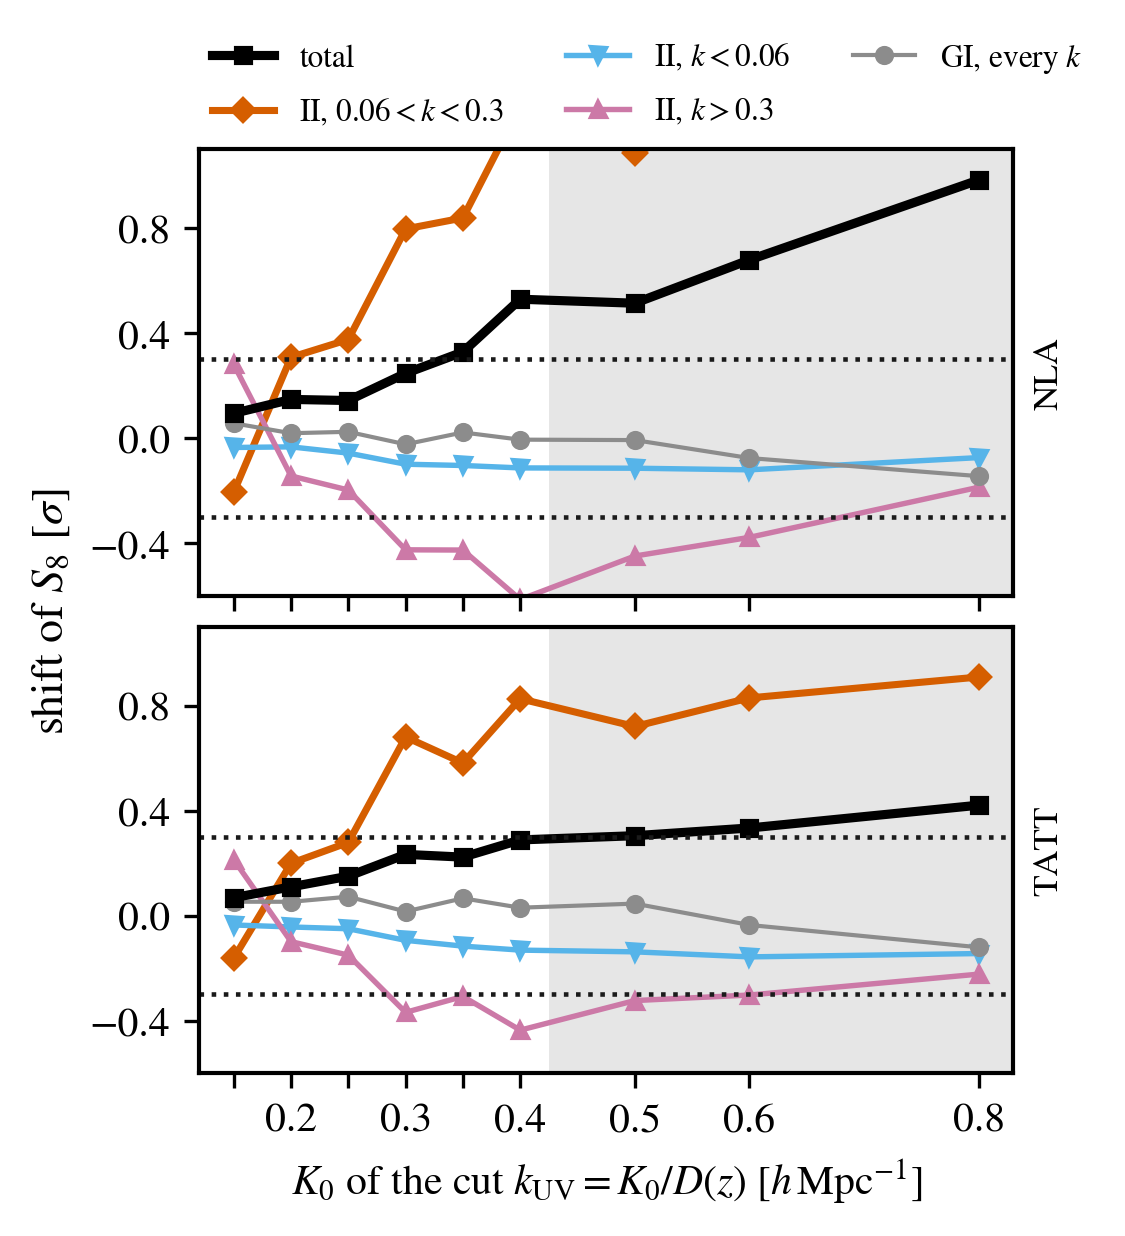 total
II, 0.06 < k < 0.3
II, k < 0.06
II, k > 0.3
GI, every k
0.8
0.4
0.0
−0.4
NLA
shift of S₈ [σ]
0.8
0.4
0.0
−0.4
TATT
0.2 0.3 0.4 0.5 0.6 0.8
K₀ of the cut k_UV = K₀/D(z) [h Mpc⁻¹]